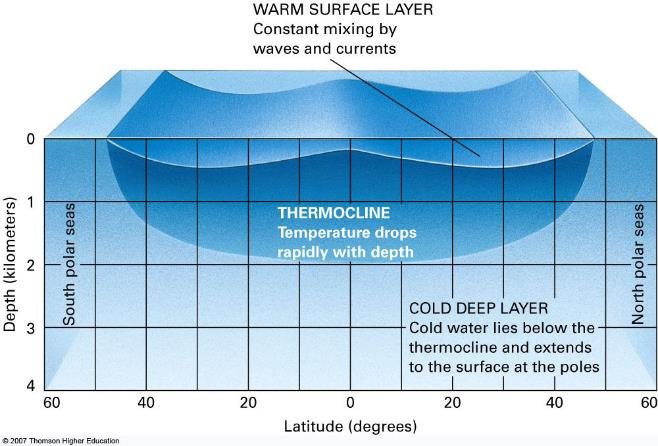 WARM SURFACE LAYER
Constant mixing by
waves and currents
0
1
2
3
4
Depth (kilometers)
South polar seas
THERMOCLINE
Temperature drops
rapidly with depth
North polar seas
COLD DEEP LAYER
Cold water lies below the
thermocline and extends
to the surface at the poles
60
40
20
0
20
40
60
Latitude (degrees)
© 2007 Thomson Higher Education